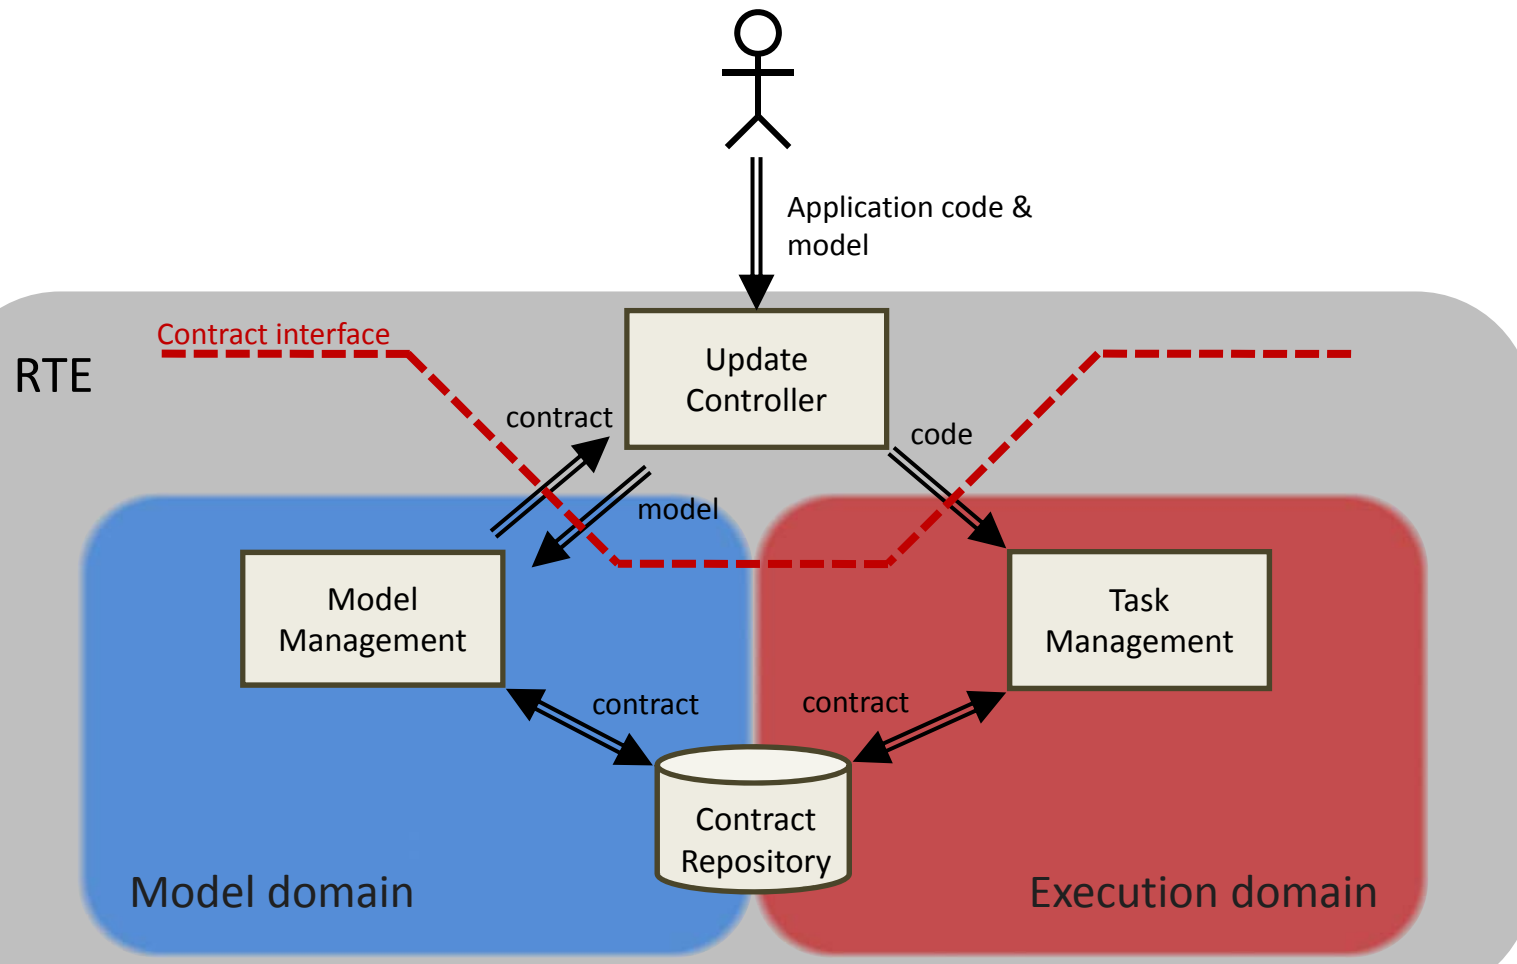 Application code &
model
Contract interface
RTE
Update
Controller
contract
code
model
Model
Management
Task
Management
contract
contract
Contract
Repository
Model domain
Execution domain